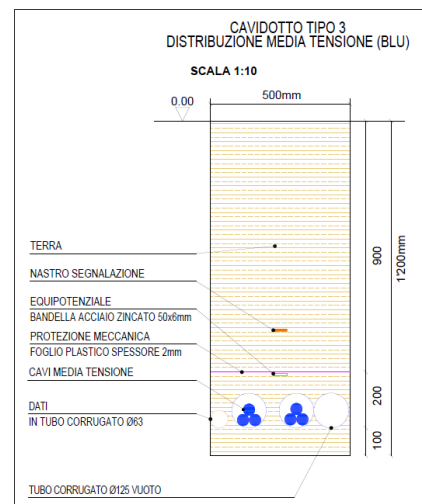 CAVIDOTTO TIPO 3
DISTRIBUZIONE MEDIA TENSIONE (BLU)
SCALA 1:10
500mm
0.00
TERRA
NASTRO SEGNALAZIONE
EQUIPOTENZIALE
BANDELLA ACCIAIO ZINCATO 50x6mm
PROTEZIONE MECCANICA
FOGLIO PLASTICO SPESSORE 2mm
CAVI MEDIA TENSIONE
DATI
IN TUBO CORRUGATO Ø63
TUBO CORRUGATO Ø125 VUOTO
900
1'200mm
200
100